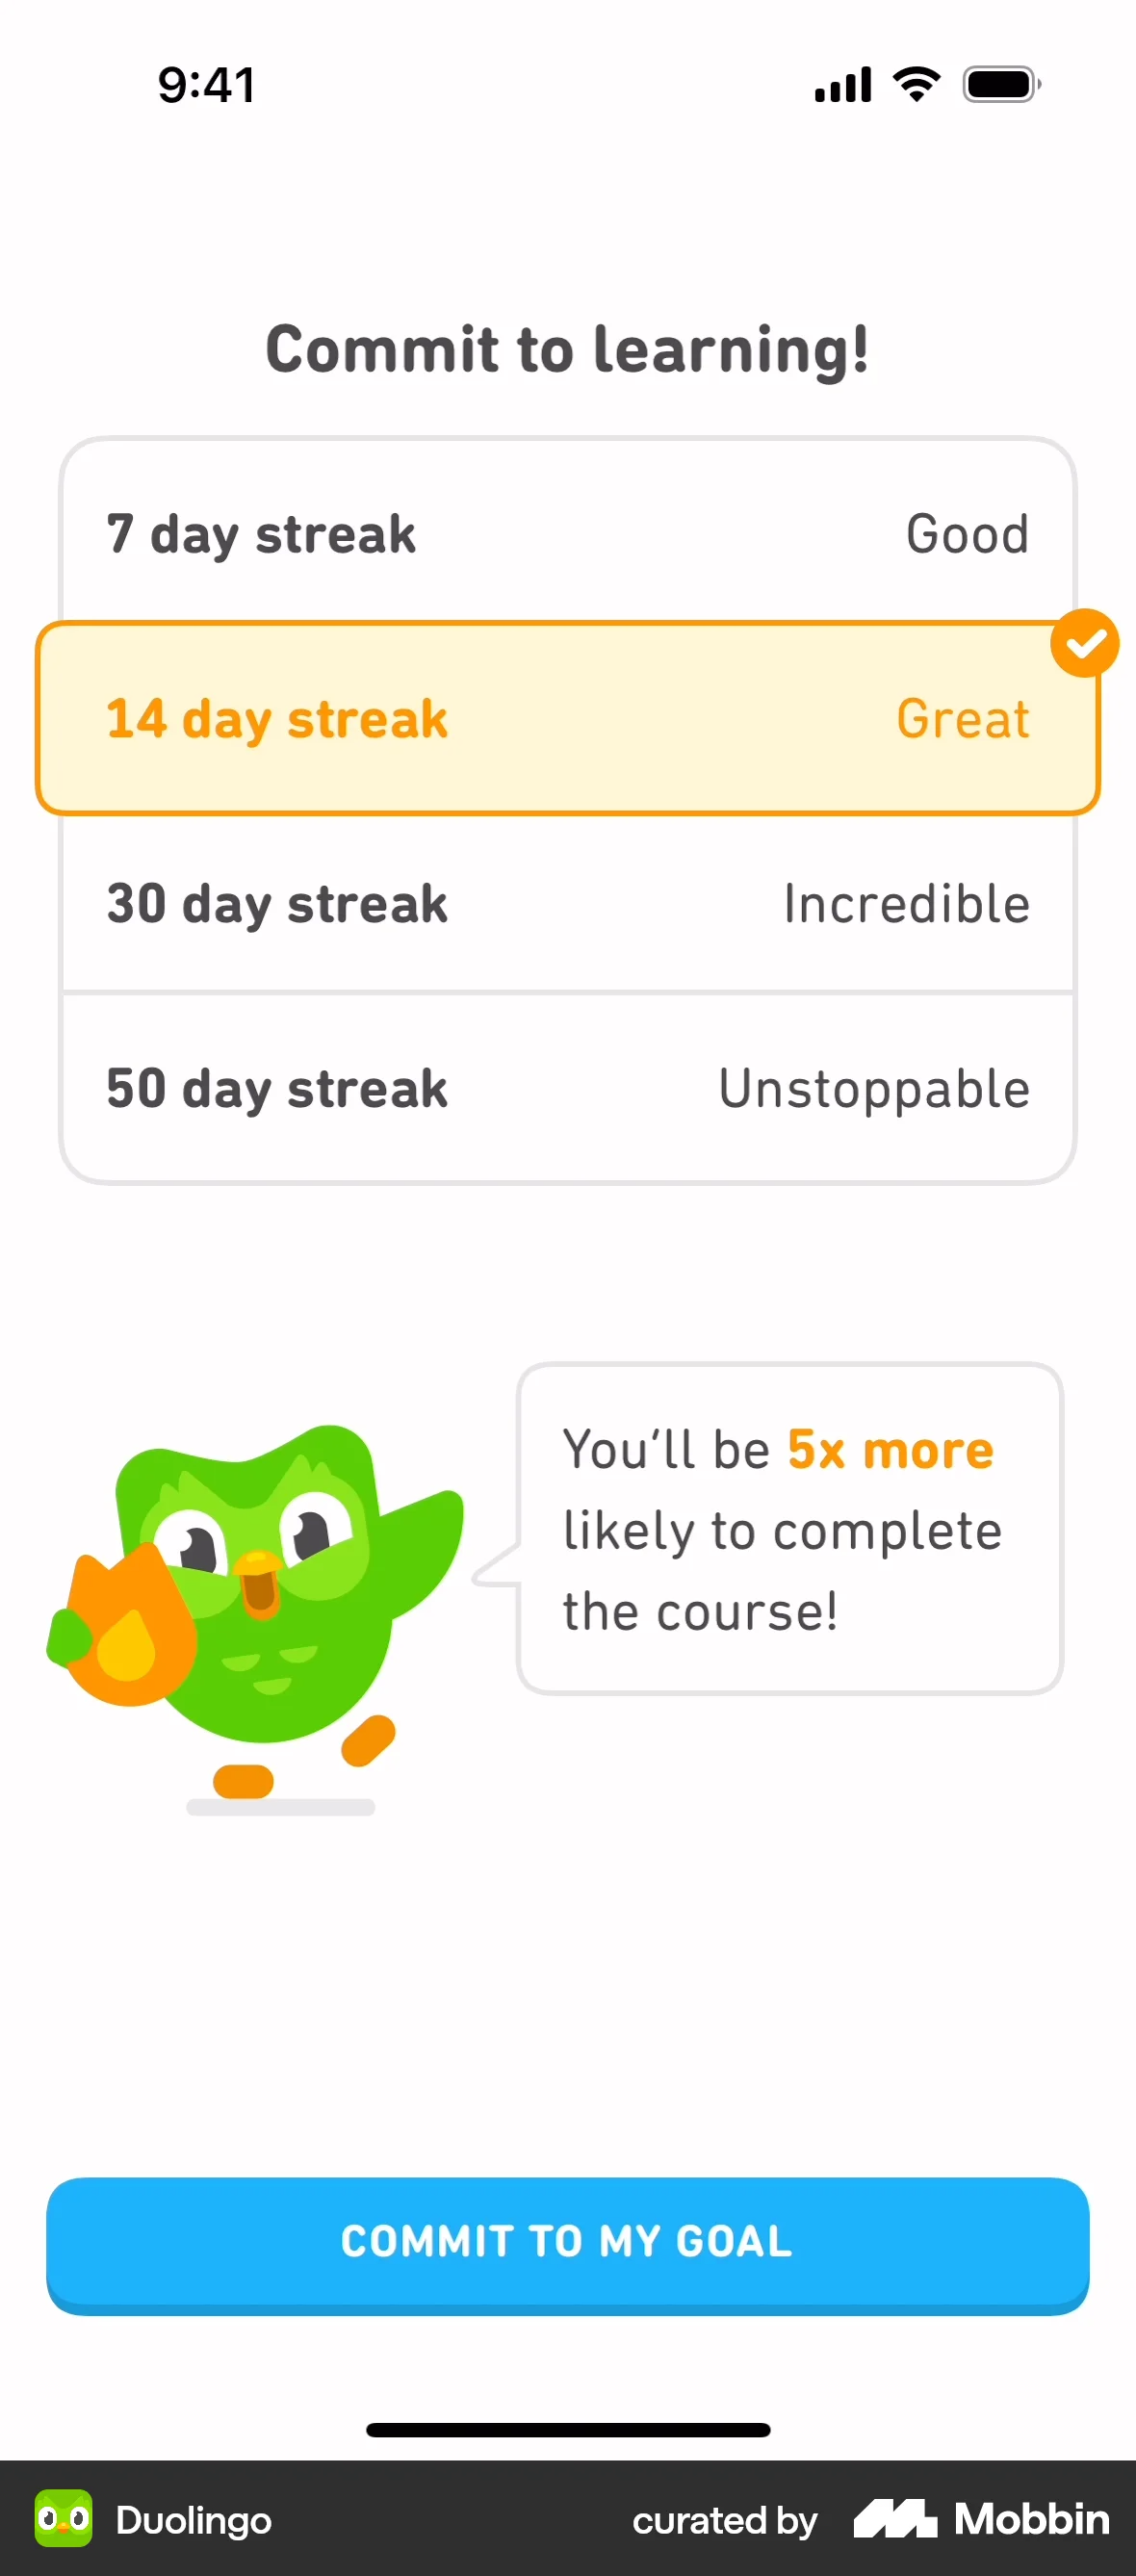 9:41
Commit to learning!
7 day streak Good
14 day streak Great
30 day streak Incredible
50 day streak Unstoppable
You'll be 5x more
likely to complete
the course!
COMMIT TO MY GOAL
Duolingo curated by Mobbin